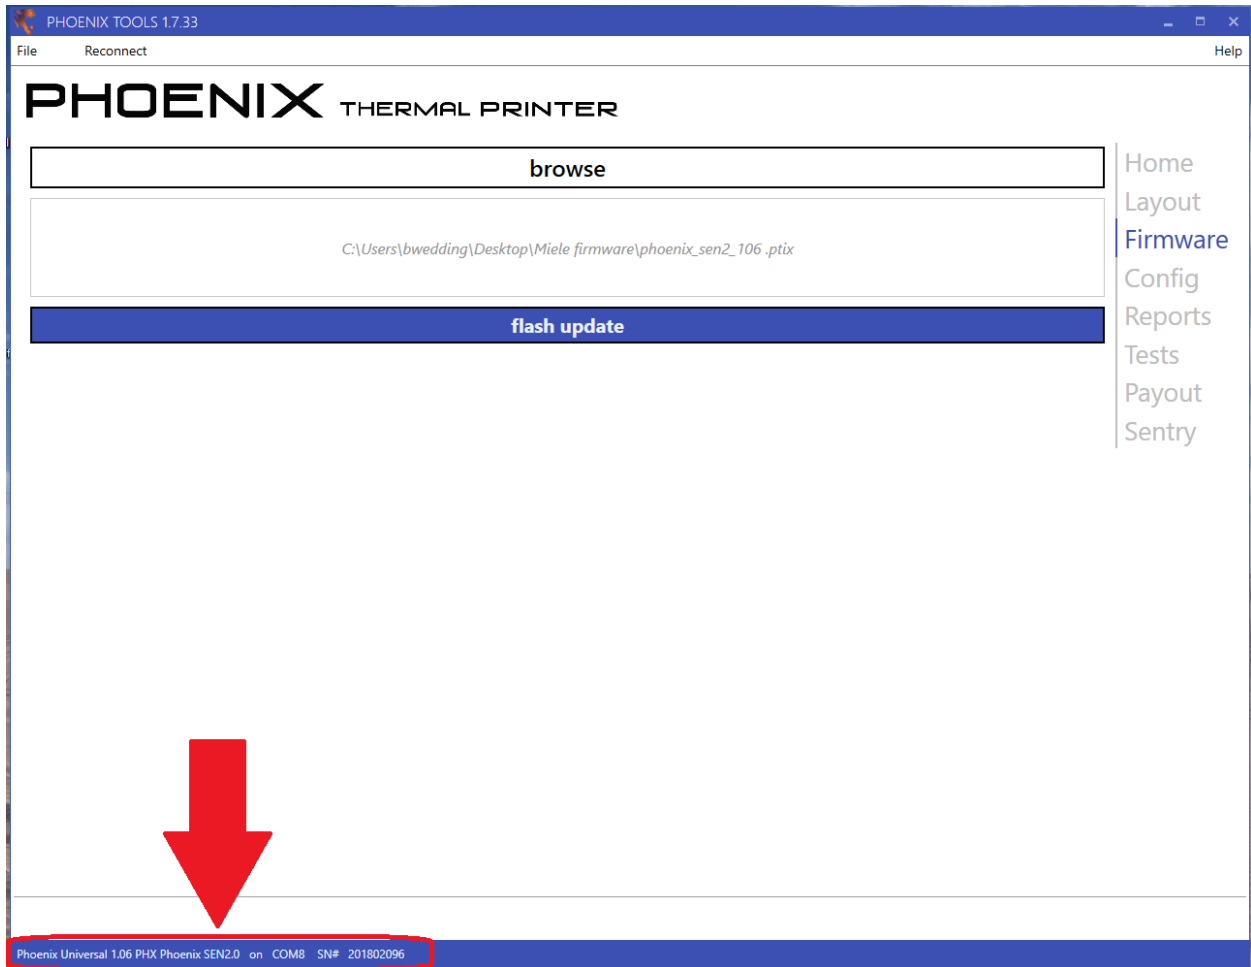 PHOENIX TOOLS 1.7.33
File Reconnect Help
PHOENIX THERMAL PRINTER
browse
C:\Users\bwedding\Desktop\Miele firmware\phoenix_sen2_106 .ptix
flash update
Home
Layout
Firmware
Config
Reports
Tests
Payout
Sentry
Phoenix Universal 1.06 PHX Phoenix SEN2.0 on COM8 SN# 201802096